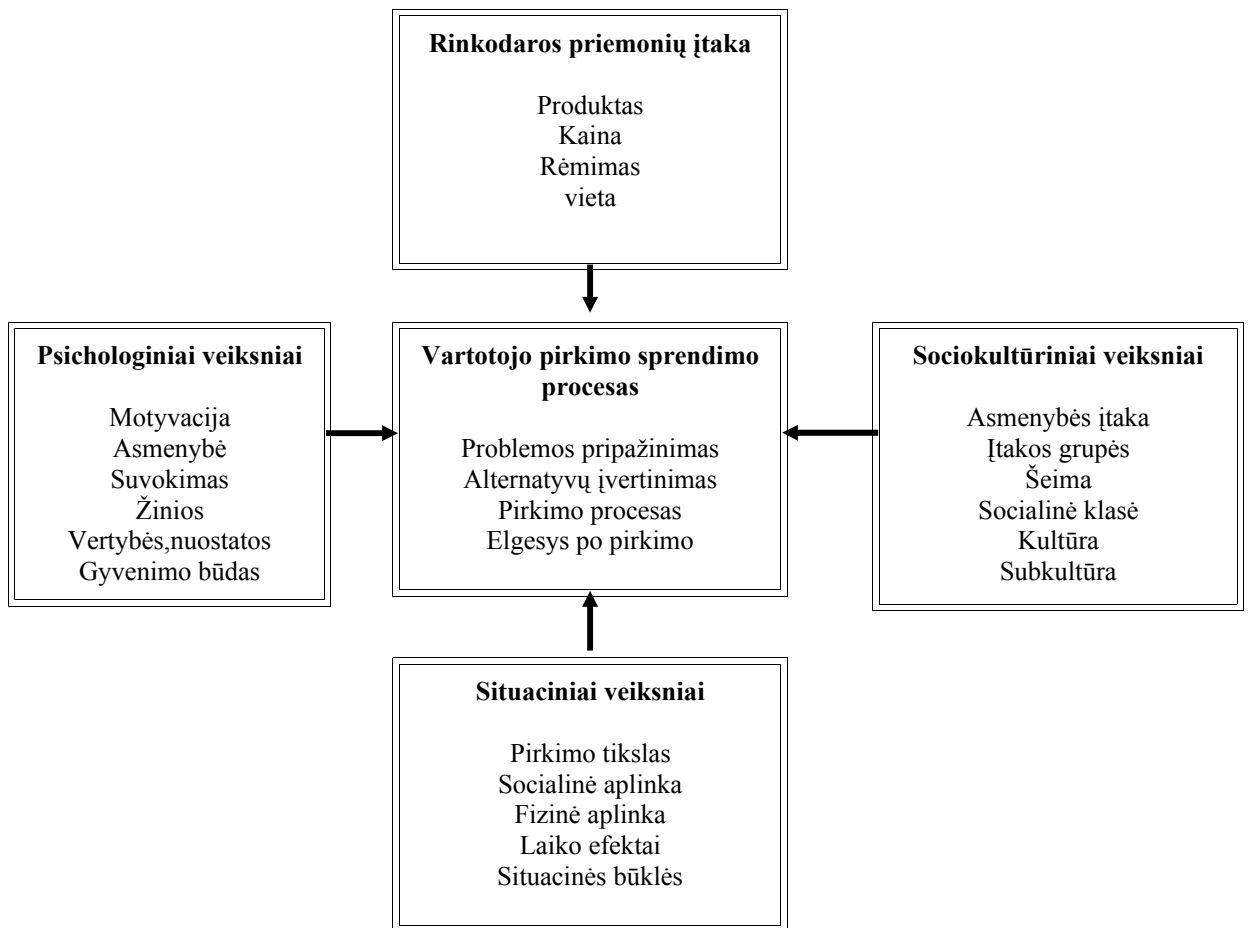 Rinkodaros priemonių įtaka
Produktas
Kaina
Rėmimas
vieta
Psichologiniai veiksniai
Motyvacija
Asmenybė
Suvokimas
Žinios
Vertybės,nuostatos
Gyvenimo būdas
Vartotojo pirkimo sprendimo
procesas
Problemos pripažinimas
Alternatyvų įvertinimas
Pirkimo procesas
Elgesys po pirkimo
Sociokultūriniai veiksniai
Asmenybės įtaka
Įtakos grupės
Šeima
Socialinė klasė
Kultūra
Subkultūra
Situaciniai veiksniai
Pirkimo tikslas
Socialinė aplinka
Fizinė aplinka
Laiko efektai
Situacinės būklės